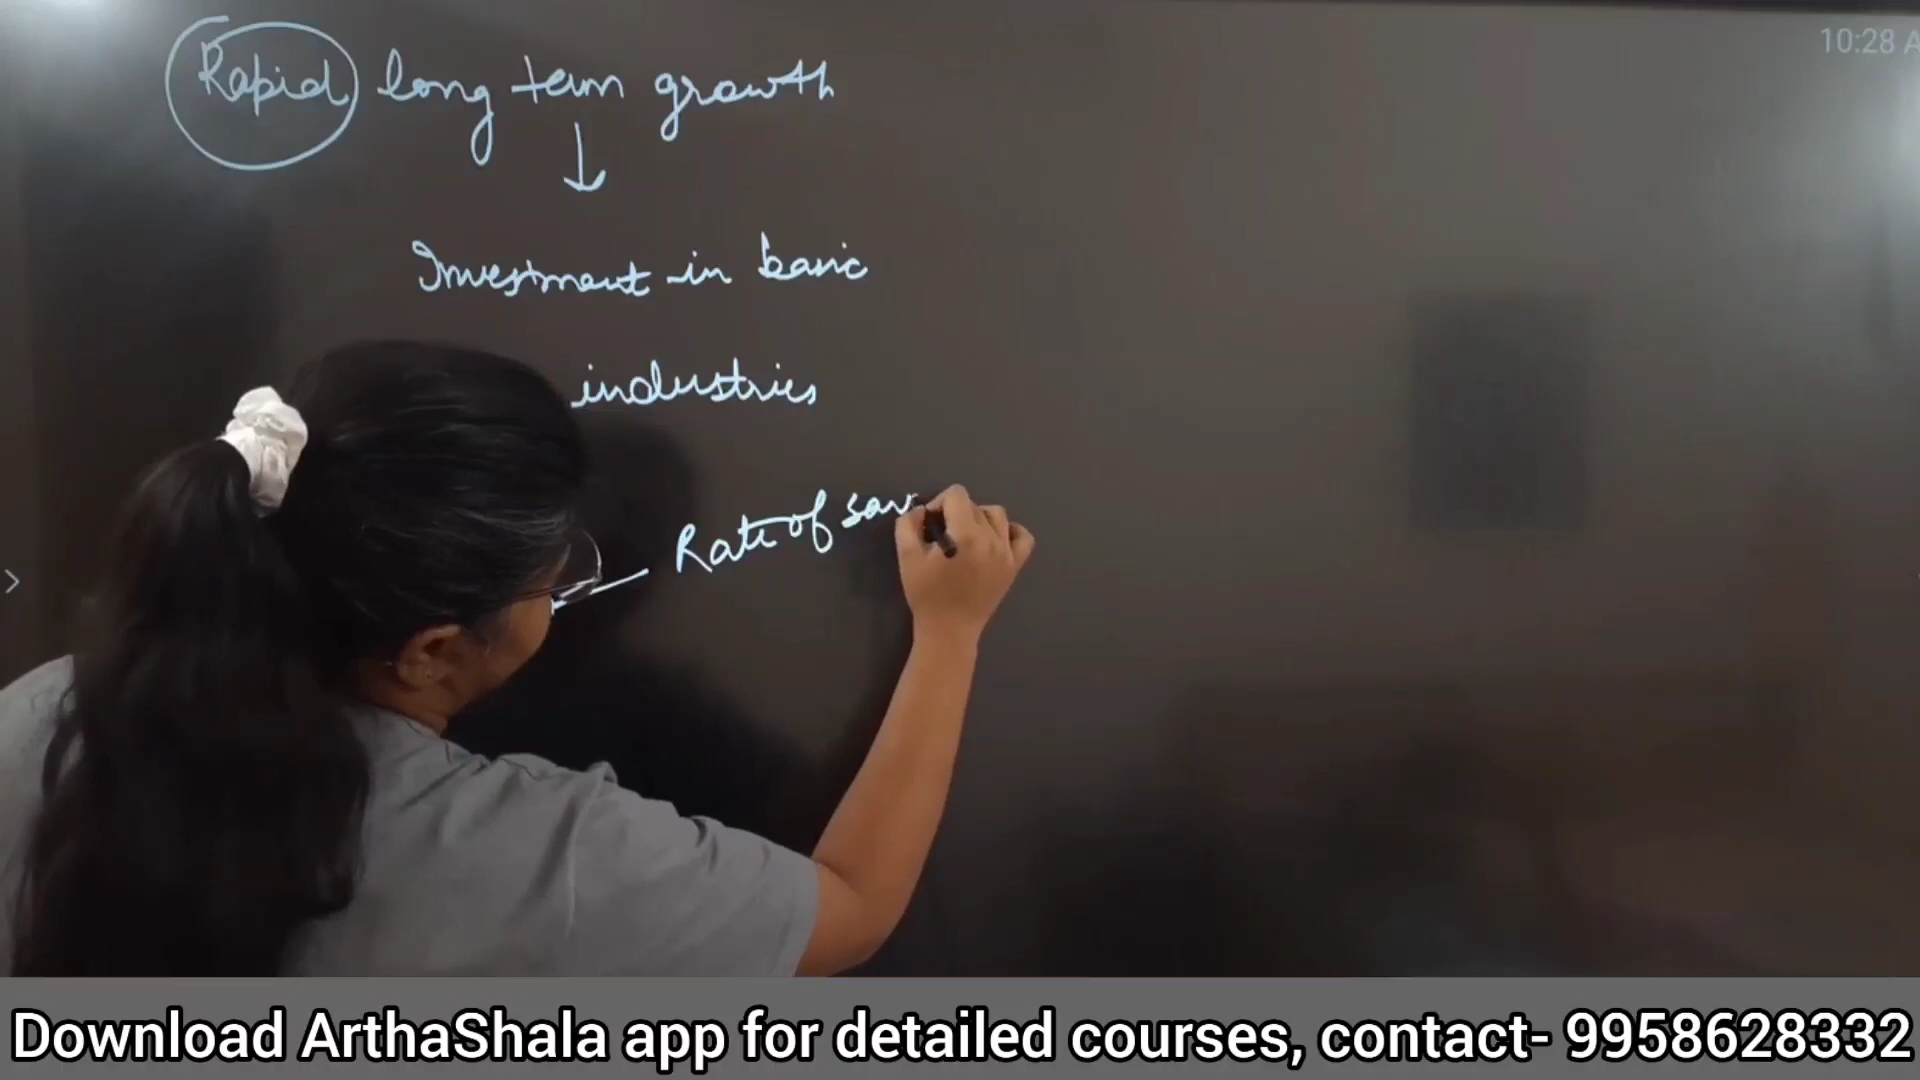 10:28 A
Rapid long term growth
↓
Investment in basic
industries
Rate of sav
Download ArthaShala app for detailed courses, contact- 9958628332